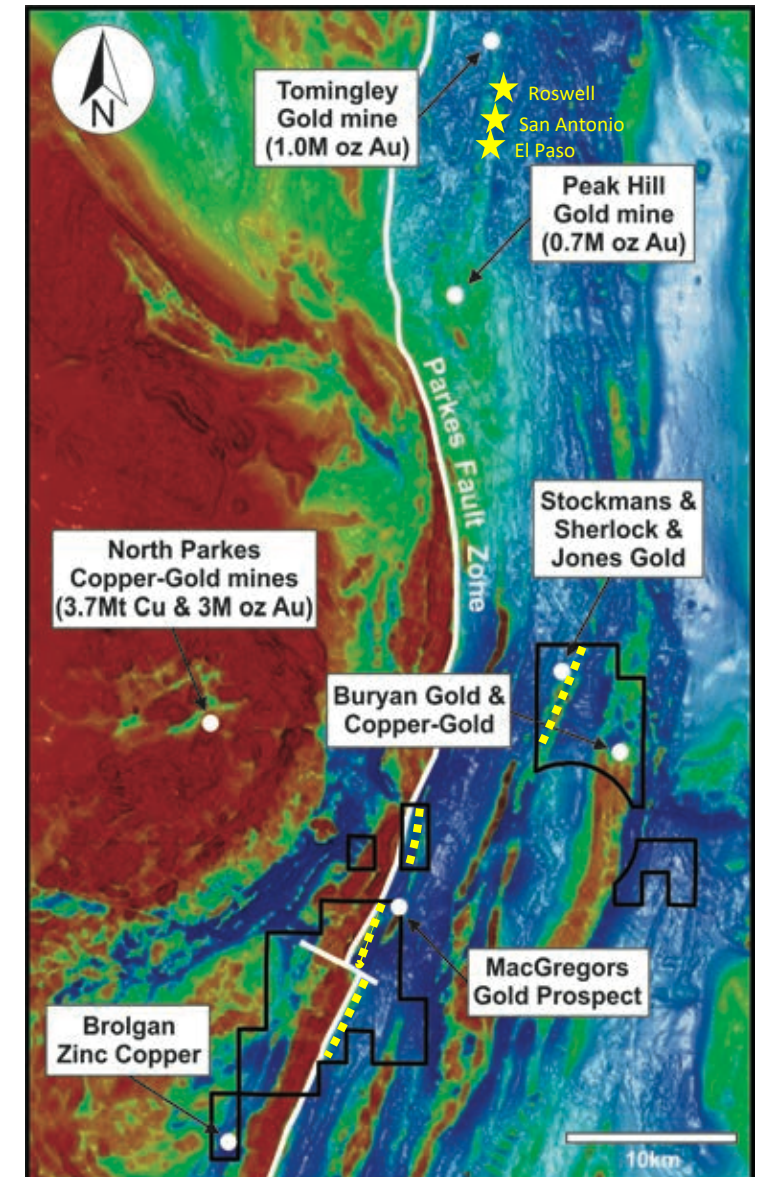 N
Tomingley
Gold mine
(1.0M oz Au)
Roswell
San Antonio
El Paso
Peak Hill
Gold mine
(0.7M oz Au)
Parkes Fault Zone
Stockmans &
Sherlock &
Jones Gold
North Parkes
Copper-Gold mines
(3.7Mt Cu & 3M oz Au)
Buryan Gold &
Copper-Gold
MacGregors
Gold Prospect
Brolgan
Zinc Copper
10km